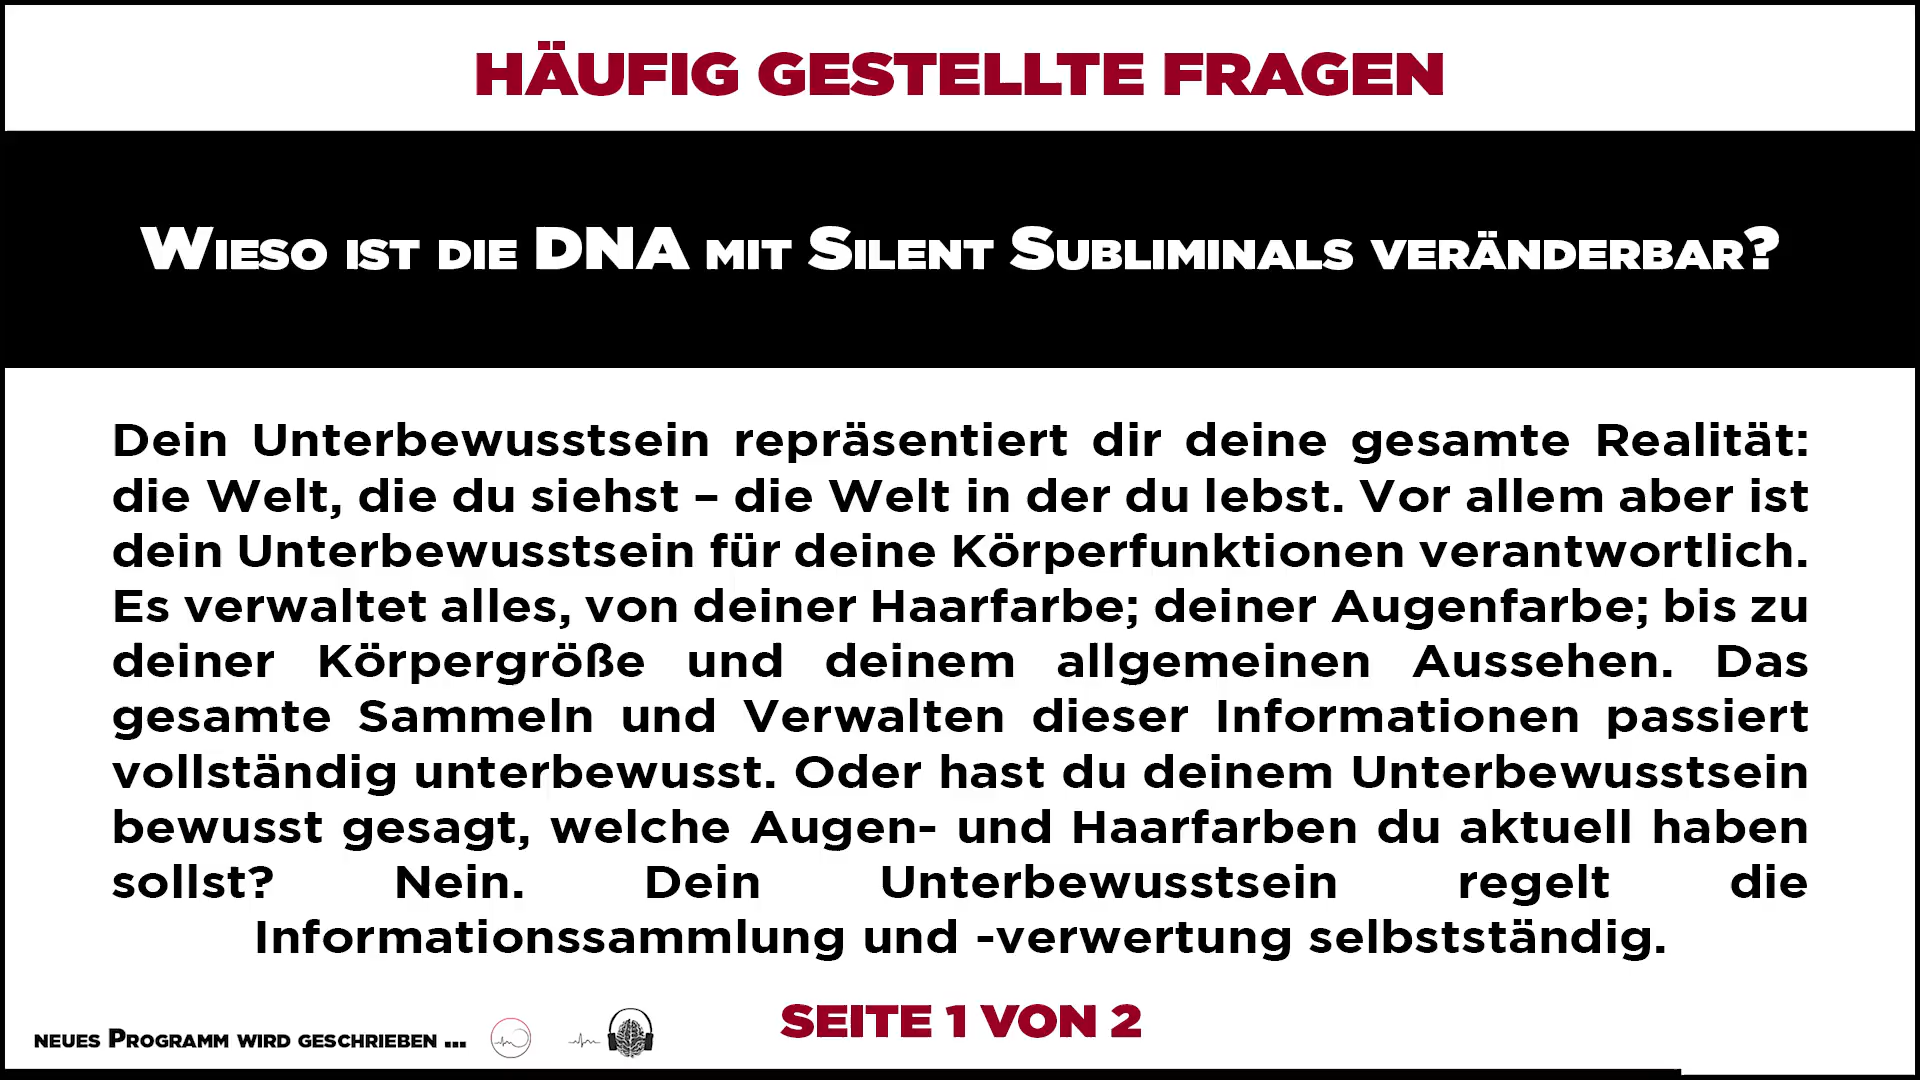 HÄUFIG GESTELLTE FRAGEN
Wieso ist die DNA mit Silent Subliminals veränderbar?
Dein Unterbewusstsein repräsentiert dir deine gesamte Realität:
die Welt, die du siehst – die Welt in der du lebst. Vor allem aber ist
dein Unterbewusstsein für deine Körperfunktionen verantwortlich.
Es verwaltet alles, von deiner Haarfarbe; deiner Augenfarbe; bis zu
deiner Körpergröße und deinem allgemeinen Aussehen. Das
gesamte Sammeln und Verwalten dieser Informationen passiert
vollständig unterbewusst. Oder hast du deinem Unterbewusstsein
bewusst gesagt, welche Augen- und Haarfarben du aktuell haben
sollst? Nein. Dein Unterbewusstsein regelt die
Informationssammlung und -verwertung selbstständig.
SEITE 1 VON 2
neues Programm wird geschrieben ...